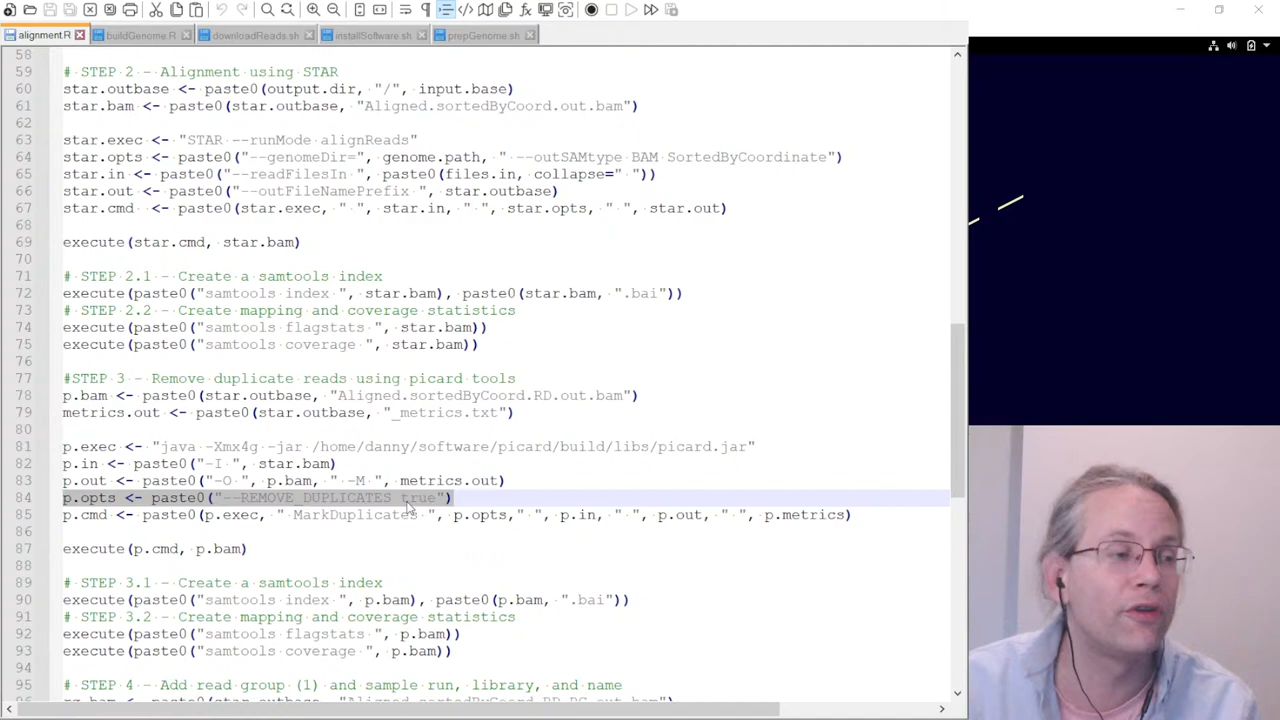 alignment.R
buildGenome.R
downloadReads.sh
installSoftware.sh
prepGenome.sh
58
59 # STEP 2 - Alignment using STAR
60 star.outbase <- paste0(output.dir, "/", input.base)
61 star.bam <- paste0(star.outbase, "Aligned.sortedByCoord.out.bam")
62
63 star.exec <- "STAR --runMode alignReads"
64 star.opts <- paste0("--genomeDir=", genome.path, " --outSAMtype BAM SortedByCoordinate")
65 star.in <- paste0("--readFilesIn ", paste0(files.in, collapse=" "))
66 star.out <- paste0("--outFileNamePrefix ", star.outbase)
67 star.cmd <- paste0(star.exec, " ", star.in, " ", star.opts, " ", star.out)
68
69 execute(star.cmd, star.bam)
70
71 # STEP 2.1 - Create a samtools index
72 execute(paste0("samtools index ", star.bam), paste0(star.bam, ".bai"))
73 # STEP 2.2 - Create mapping and coverage statistics
74 execute(paste0("samtools flagstats ", star.bam))
75 execute(paste0("samtools coverage ", star.bam))
76
77 #STEP 3 - Remove duplicate reads using picard tools
78 p.bam <- paste0(star.outbase, "Aligned.sortedByCoord.RD.out.bam")
79 metrics.out <- paste0(star.outbase, "_metrics.txt")
80
81 p.exec <- "java -Xmx4g -jar /home/danny/software/picard/build/libs/picard.jar"
82 p.in <- paste0("-I ", star.bam)
83 p.out <- paste0("-O ", p.bam, " -M ", metrics.out)
84 p.opts <- paste0("--REMOVE_DUPLICATES true")
85 p.cmd <- paste0(p.exec, " MarkDuplicates ", p.opts," ", p.in, " ", p.out, " ", p.metrics)
86
87 execute(p.cmd, p.bam)
88
89 # STEP 3.1 - Create a samtools index
90 execute(paste0("samtools index ", p.bam), paste0(p.bam, ".bai"))
91 # STEP 3.2 - Create mapping and coverage statistics
92 execute(paste0("samtools flagstats ", p.bam))
93 execute(paste0("samtools coverage ", p.bam))
94
95 # STEP 4 - Add read group (1) and sample run, library, and name